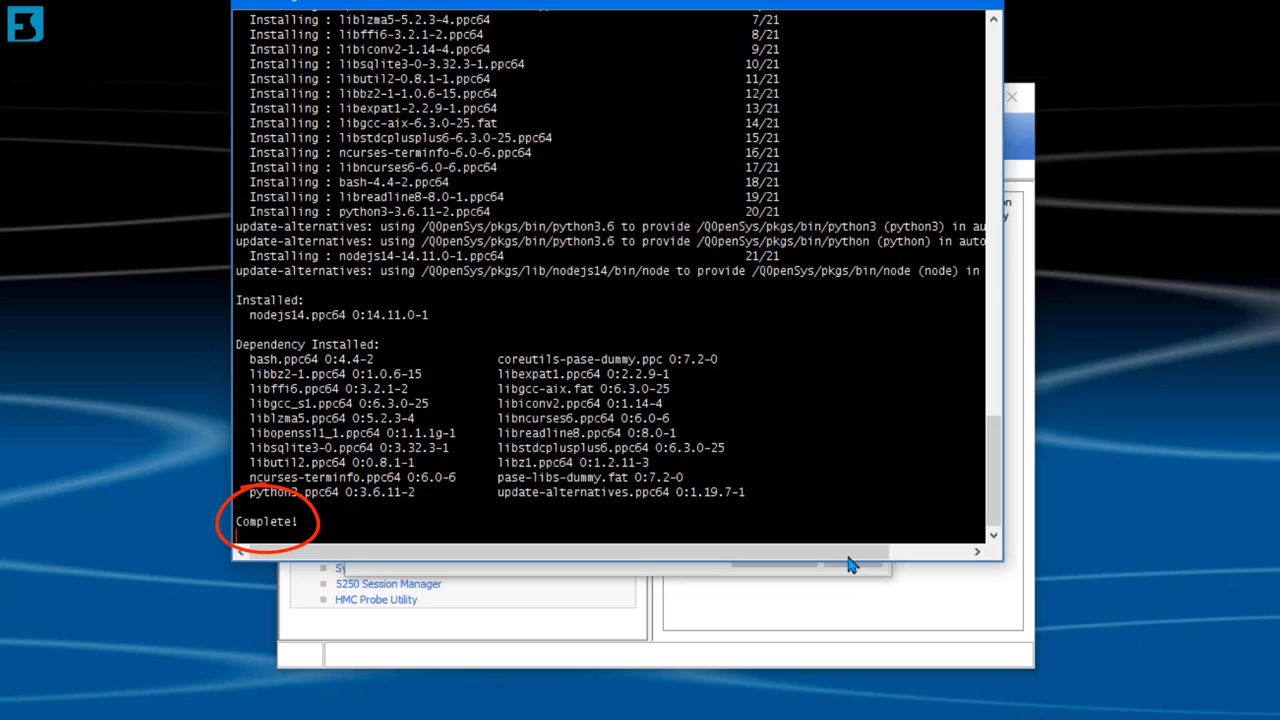 FS
Installing : liblzma5-5.2.3-4.ppc64 7/21
Installing : libffi6-3.2.1-2.ppc64 8/21
Installing : libiconv2-1.14-4.ppc64 9/21
Installing : libsqlite3-0-3.32.3-1.ppc64 10/21
Installing : libutil2-0.8.1-1.ppc64 11/21
Installing : libbz2-1-1.0.6-15.ppc64 12/21
Installing : libexpat1-2.2.9-1.ppc64 13/21
Installing : libgcc-aix-6.3.0-25.fat 14/21
Installing : libstdcplusplus6-6.3.0-25.ppc64 15/21
Installing : ncurses-terminfo-6.0-6.ppc64 16/21
Installing : libncurses6-6.0-6.ppc64 17/21
Installing : bash-4.4-2.ppc64 18/21
Installing : libreadline8-8.0-1.ppc64 19/21
Installing : python3-3.6.11-2.ppc64 20/21
update-alternatives: using /QOpenSys/pkgs/bin/python3.6 to provide /QOpenSys/pkgs/bin/python3 (python3) in au
update-alternatives: using /QOpenSys/pkgs/bin/python3.6 to provide /QOpenSys/pkgs/bin/python (python) in auto
Installing : nodejs14-14.11.0-1.ppc64 21/21
update-alternatives: using /QOpenSys/pkgs/lib/nodejs14/bin/node to provide /QOpenSys/pkgs/bin/node (node) in
Installed:
nodejs14.ppc64 0:14.11.0-1
Dependency Installed:
bash.ppc64 0:4.4-2 coreutils-pase-dummy.ppc 0:7.2-0
libbz2-1.ppc64 0:1.0.6-15 libexpat1.ppc64 0:2.2.9-1
libffi6.ppc64 0:3.2.1-2 libgcc-aix.fat 0:6.3.0-25
libgcc_s1.ppc64 0:6.3.0-25 libiconv2.ppc64 0:1.14-4
liblzma5.ppc64 0:5.2.3-4 libncurses6.ppc64 0:6.0-6
libopenssl1_1.ppc64 0:1.1.1g-1 libreadline8.ppc64 0:8.0-1
libsqlite3-0.ppc64 0:3.32.3-1 libstdcplusplus6.ppc64 0:6.3.0-25
libutil2.ppc64 0:0.8.1-1 libz1.ppc64 0:1.2.11-3
ncurses-terminfo.ppc64 0:6.0-6 pase-libs-dummy.fat 0:7.2-0
python3.ppc64 0:3.6.11-2 update-alternatives.ppc64 0:1.19.7-1
Complete!
5250 Session Manager
HMC Probe Utility